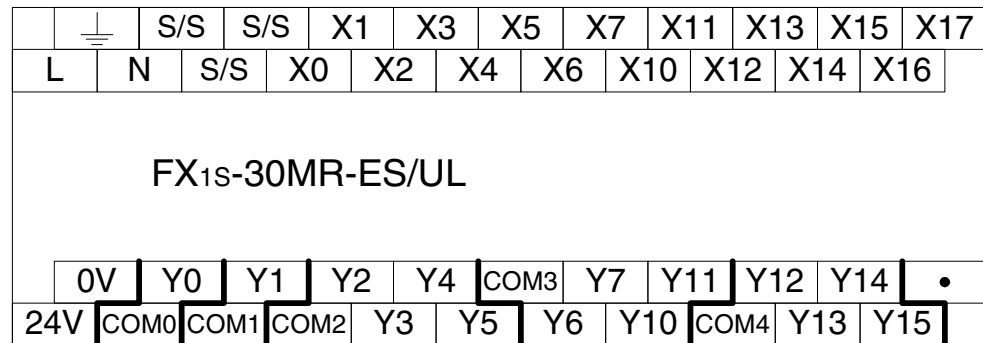 S/S S/S X1 X3 X5 X7 X11 X13 X15 X17
L N S/S X0 X2 X4 X6 X10 X12 X14 X16
FX1S-30MR-ES/UL
0V Y0 Y1 Y2 Y4 COM3 Y7 Y11 Y12 Y14 •
24V COM0 COM1 COM2 Y3 Y5 Y6 Y10 COM4 Y13 Y15